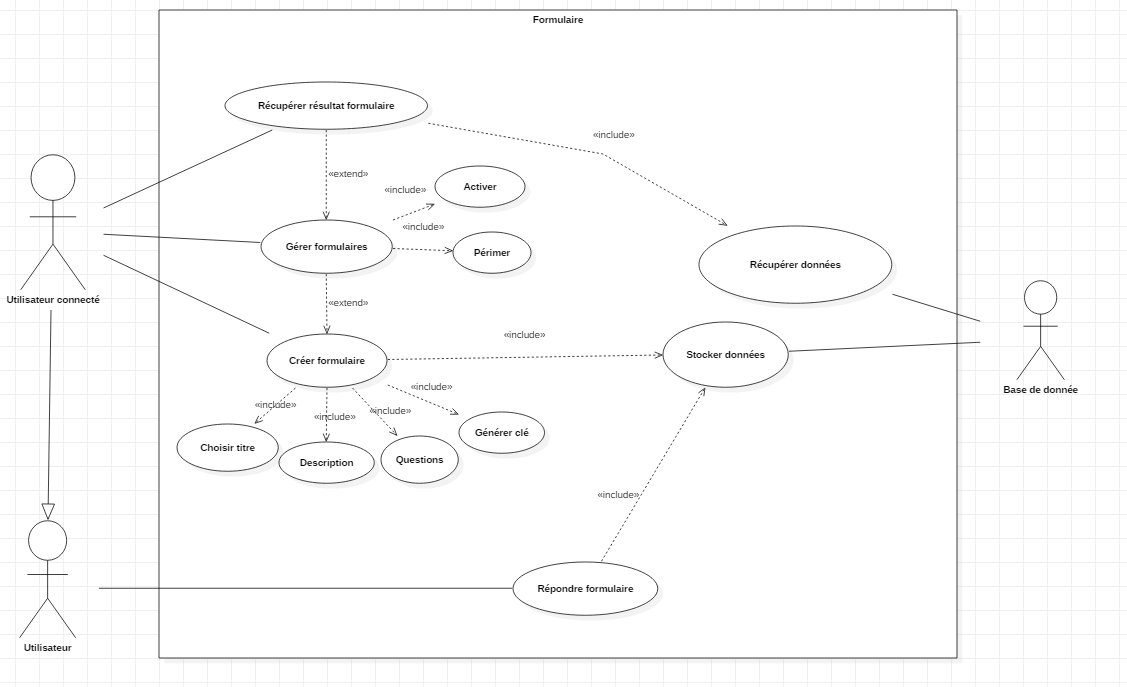 Formulaire
Récupérer résultat formulaire
«include»
«extend»
«include»
Activer
«include»
Gérer formulaires
Périmer
Récupérer données
Utilisateur connecté
«extend»
«include»
Créer formulaire
Stocker données
Base de donnée
«include»
«include»
«include»
«include»
Choisir titre
Description
Questions
Générer clé
«include»
Répondre formulaire
Utilisateur